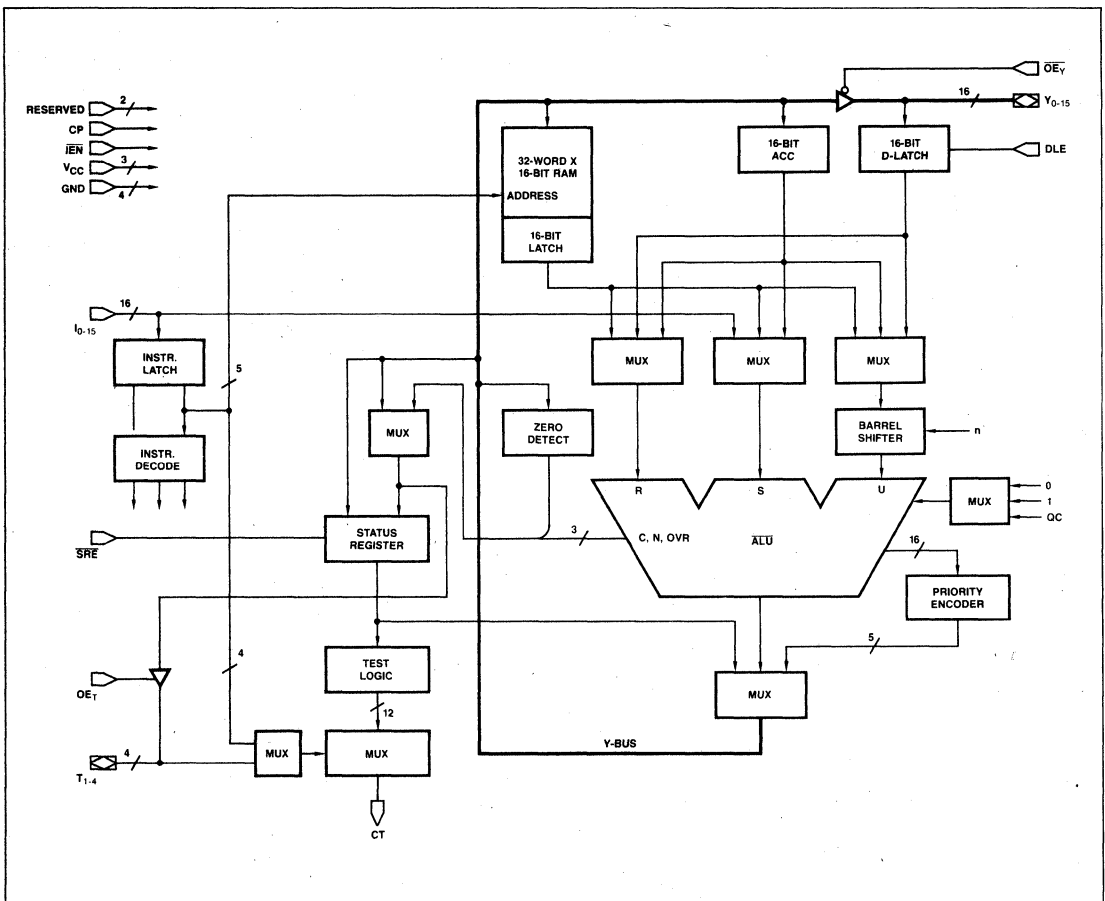 OEY
16
Y0-15
RESERVED
2
CP
IEN
VCC
3
GND
4
32-WORD X
16-BIT RAM
ADDRESS
16-BIT
LATCH
16-BIT
ACC
16-BIT
D-LATCH
DLE
I0-15
16
INSTR.
LATCH
5
INSTR.
DECODE
MUX
MUX
MUX
MUX
ZERO
DETECT
BARREL
SHIFTER
n
R
S
U
MUX
0
1
QC
SRE
STATUS
REGISTER
3
C, N, OVR
ALU
16
PRIORITY
ENCODER
5
OET
4
TEST
LOGIC
12
MUX
T1-4
4
MUX
MUX
Y-BUS
CT